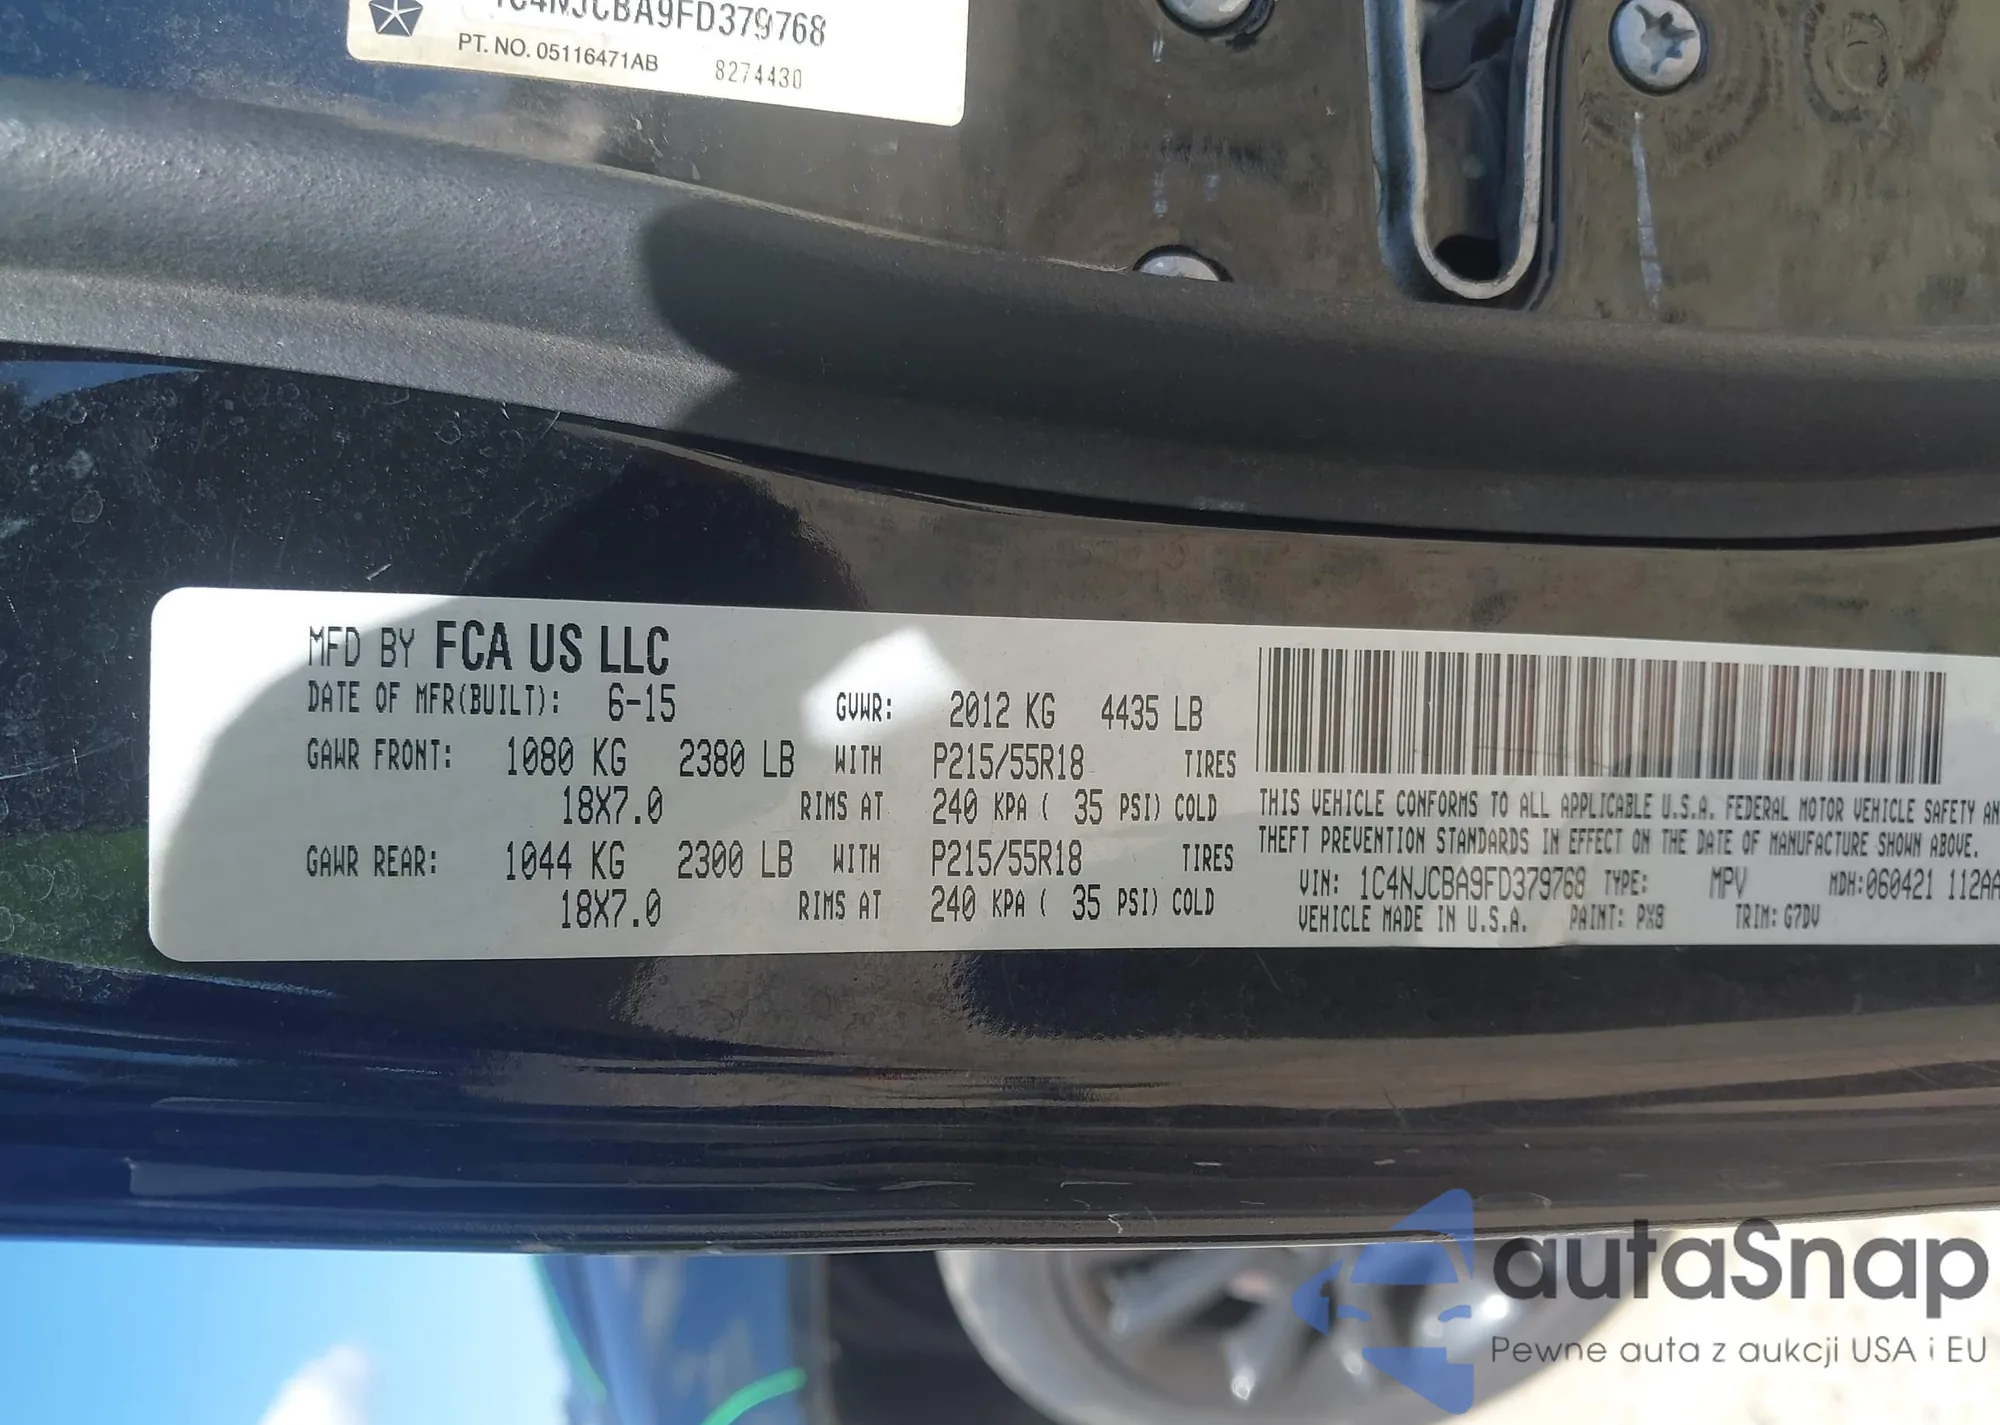 1C4NJCBA9FD379768
PT. NO. 05116471AB 8274430
MFD BY FCA US LLC
DATE OF MFR(BUILT): 6-15 GVWR: 2012 KG 4435 LB
GAWR FRONT: 1080 KG 2380 LB WITH P215/55R18 TIRES
18X7.0 RIMS AT 240 KPA ( 35 PSI) COLD
GAWR REAR: 1044 KG 2300 LB WITH P215/55R18 TIRES
18X7.0 RIMS AT 240 KPA ( 35 PSI) COLD
THIS VEHICLE CONFORMS TO ALL APPLICABLE U.S.A. FEDERAL MOTOR VEHICLE SAFETY AN
THEFT PREVENTION STANDARDS IN EFFECT ON THE DATE OF MANUFACTURE SHOWN ABOVE.
VIN: 1C4NJCBA9FD379768 TYPE: MPV MDH:060421 112AA
VEHICLE MADE IN U.S.A. PAINT: PX8 TRIM: G7DV
autaSnap
Pewne auta z aukcji USA i EU